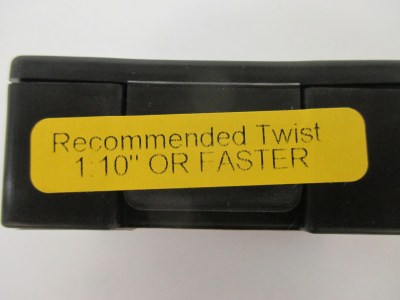 Recommended Twist
1:10" OR FASTER